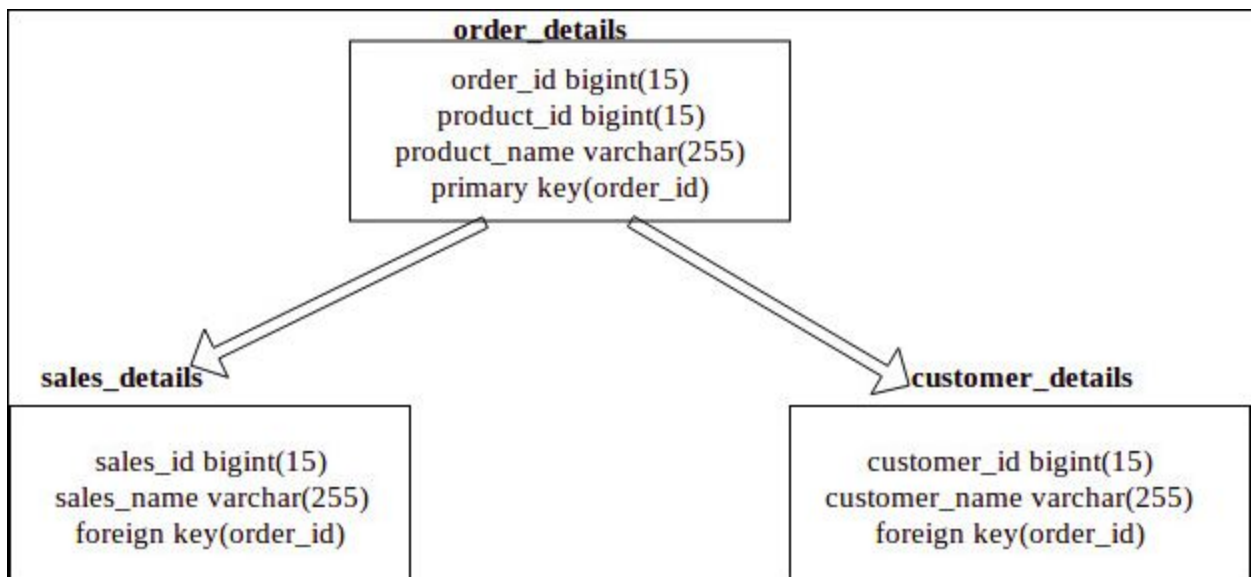 order_details
order_id bigint(15)
product_id bigint(15)
product_name varchar(255)
primary key(order_id)
sales_details
sales_id bigint(15)
sales_name varchar(255)
foreign key(order_id)
customer_details
customer_id bigint(15)
customer_name varchar(255)
foreign key(order_id)